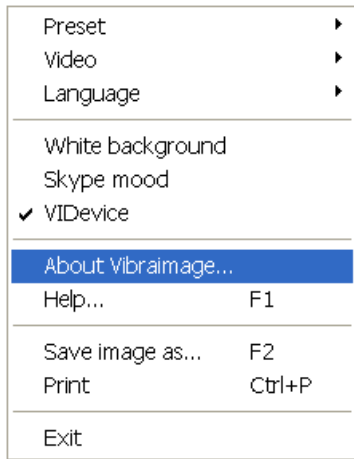 Preset
Video
Language
White background
Skype mood
VIDevice
About Vibraimage...
Help... F1
Save image as... F2
Print Ctrl+P
Exit